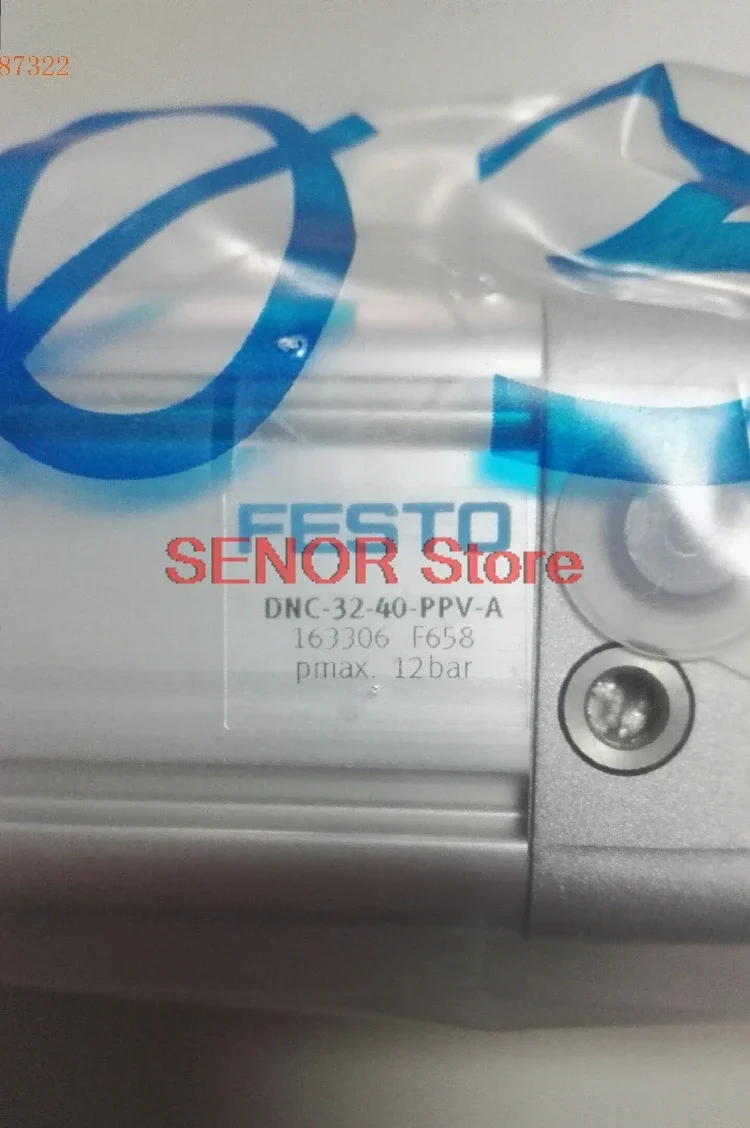 87322
FESTO
SENOR Store
DNC-32-40-PPV-A
163306 F658
pmax. 12bar